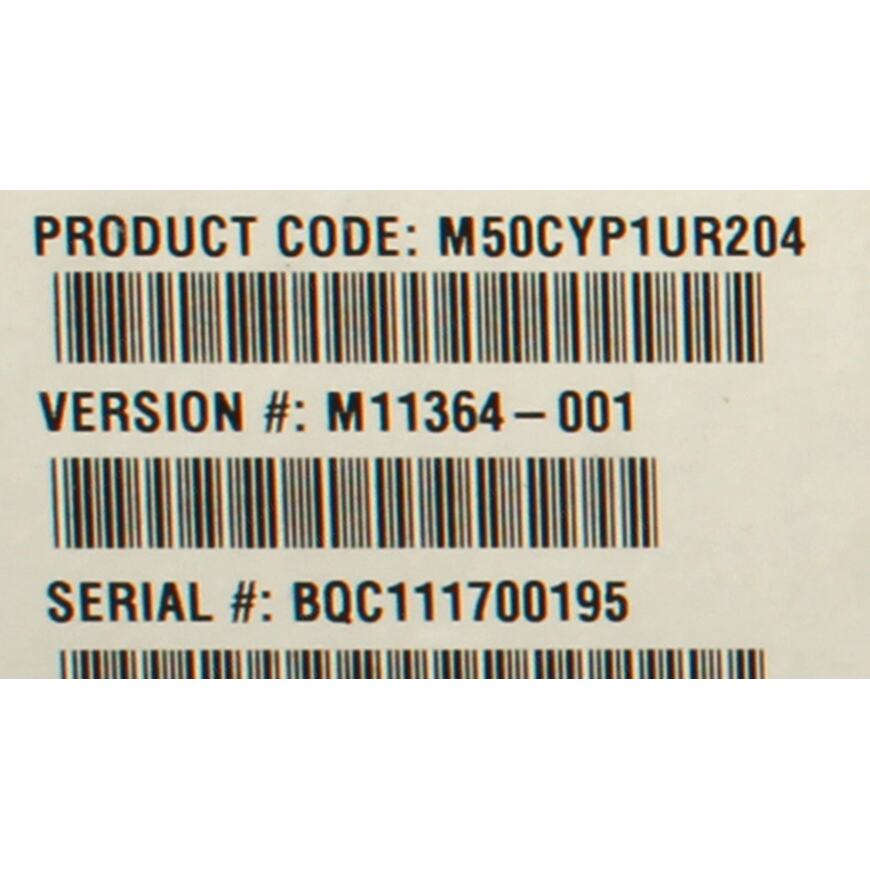 PRODUCT CODE: M50CYP1UR204
VERSION #: M11364-001
SERIAL #: BQC111700195